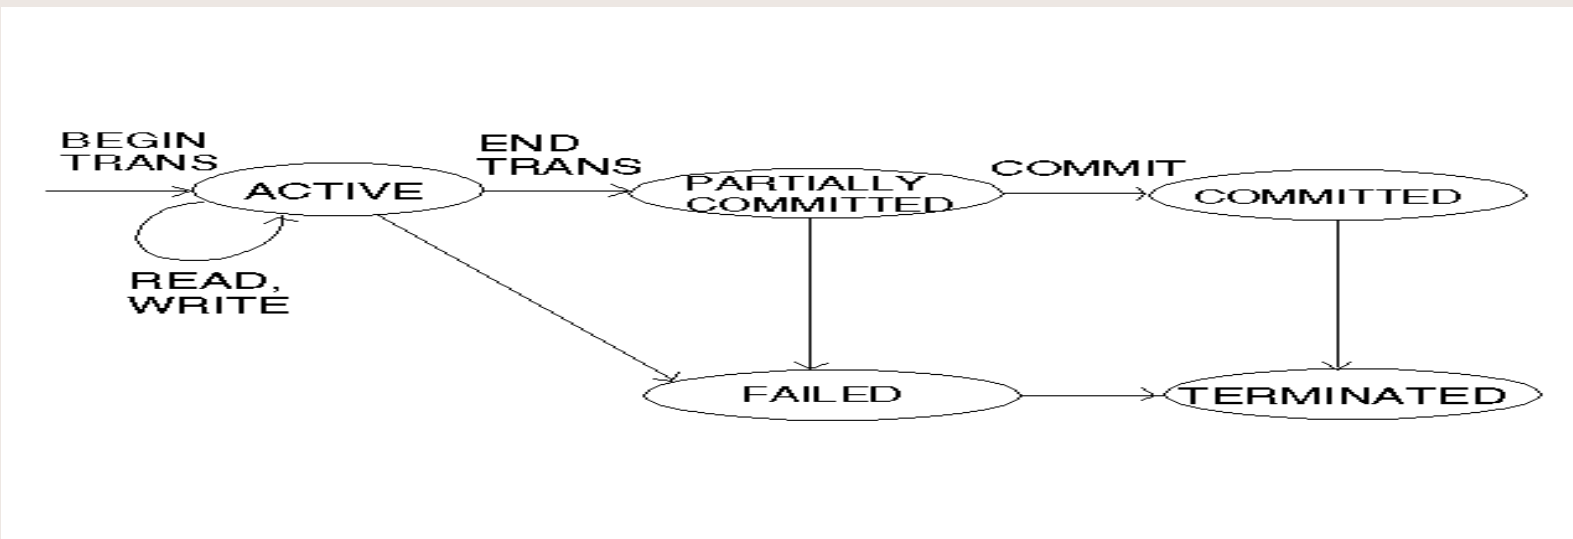 BEGIN
TRANS
END
TRANS
COMMIT
ACTIVE
PARTIALLY
COMMITTED
COMMITTED
READ,
WRITE
FAILED
TERMINATED